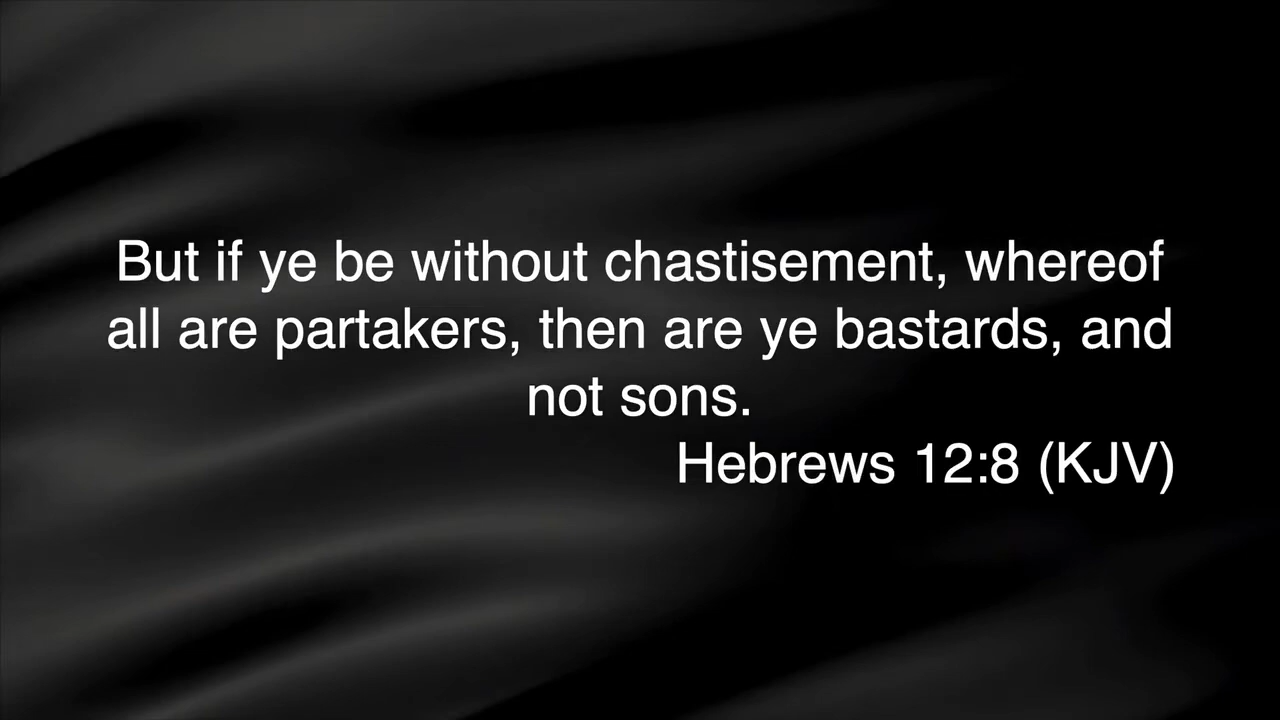 But if ye be without chastisement, whereof
all are partakers, then are ye bastards, and
not sons.
Hebrews 12:8 (KJV)